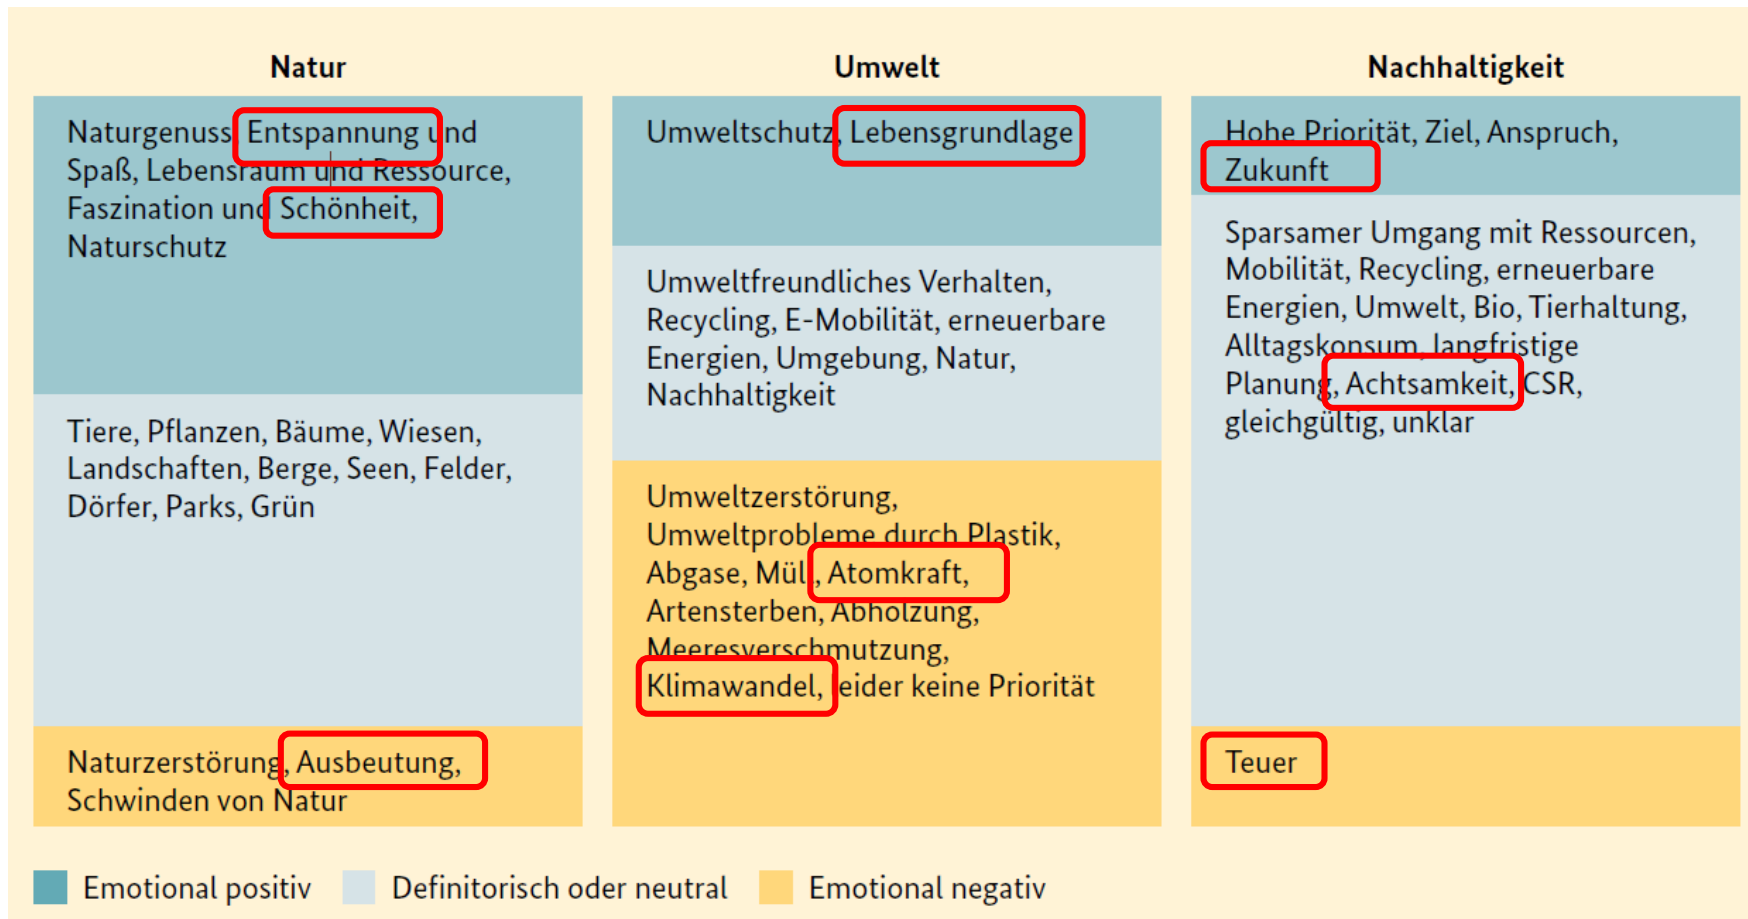 Natur
Naturgenuss, Entspannung und
Spaß, Lebensraum und Ressource,
Faszination und Schönheit,
Naturschutz
Tiere, Pflanzen, Bäume, Wiesen,
Landschaften, Berge, Seen, Felder,
Dörfer, Parks, Grün
Naturzerstörung, Ausbeutung,
Schwinden von Natur
Umwelt
Umweltschutz, Lebensgrundlage
Umweltfreundliches Verhalten,
Recycling, E-Mobilität, erneuerbare
Energien, Umgebung, Natur,
Nachhaltigkeit
Umweltzerstörung,
Umweltprobleme durch Plastik,
Abgase, Müll, Atomkraft,
Artensterben, Abholzung,
Meeresverschmutzung,
Klimawandel, leider keine Priorität
Nachhaltigkeit
Hohe Priorität, Ziel, Anspruch,
Zukunft
Sparsamer Umgang mit Ressourcen,
Mobilität, Recycling, erneuerbare
Energien, Umwelt, Bio, Tierhaltung,
Alltagskonsum, langfristige
Planung, Achtsamkeit, CSR,
gleichgültig, unklar
Teuer
Emotional positiv
Definitorisch oder neutral
Emotional negativ